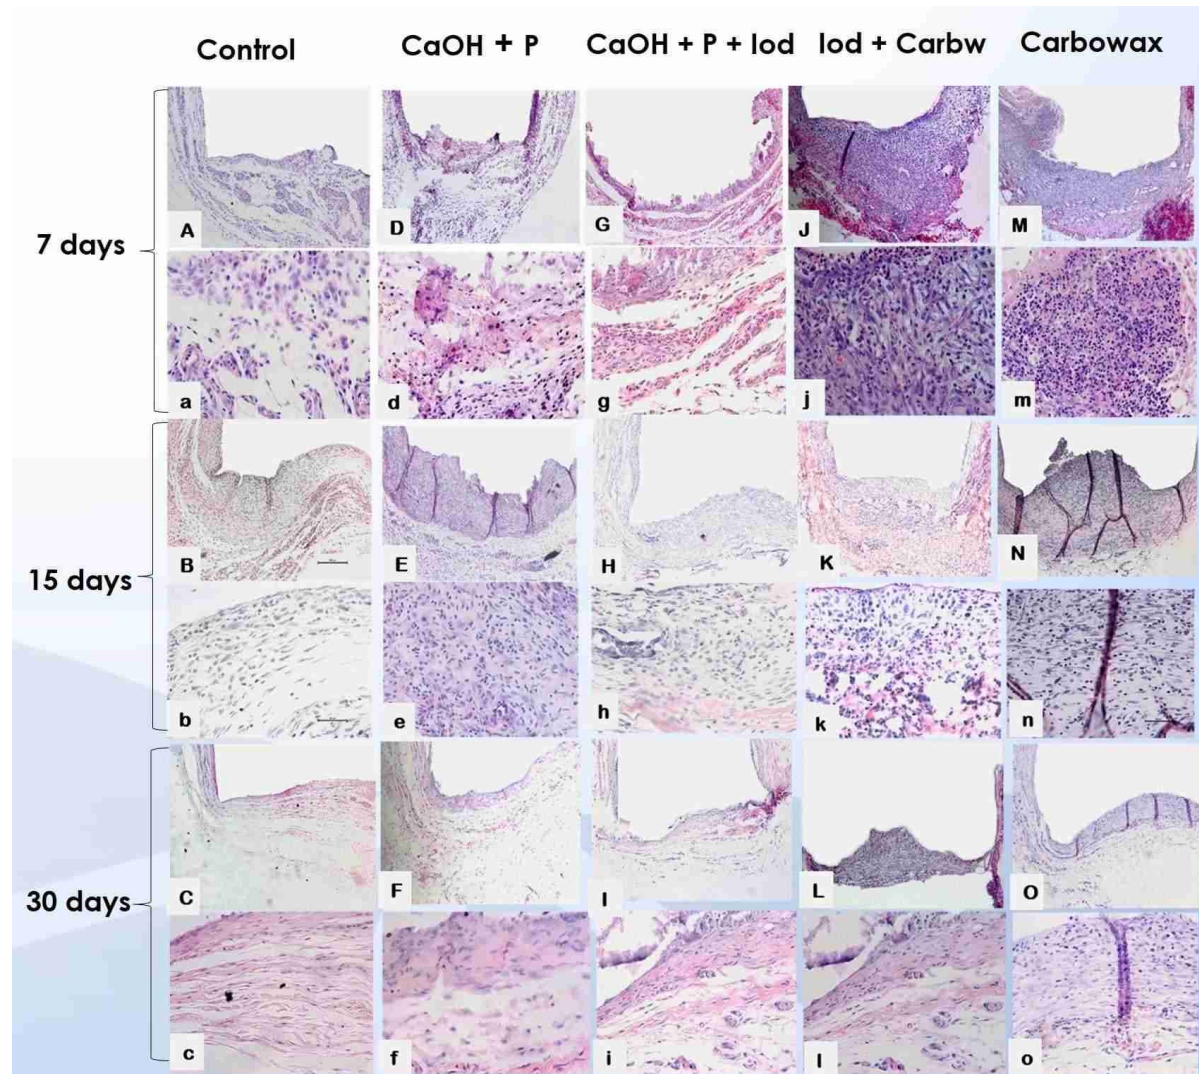 Control CaOH + P CaOH + P + Iod Iod + Carbw Carbowax
A D G J M
7 days
a d g j m
B E H K N
15 days
b e h k n
C F I L O
30 days
c f i l o